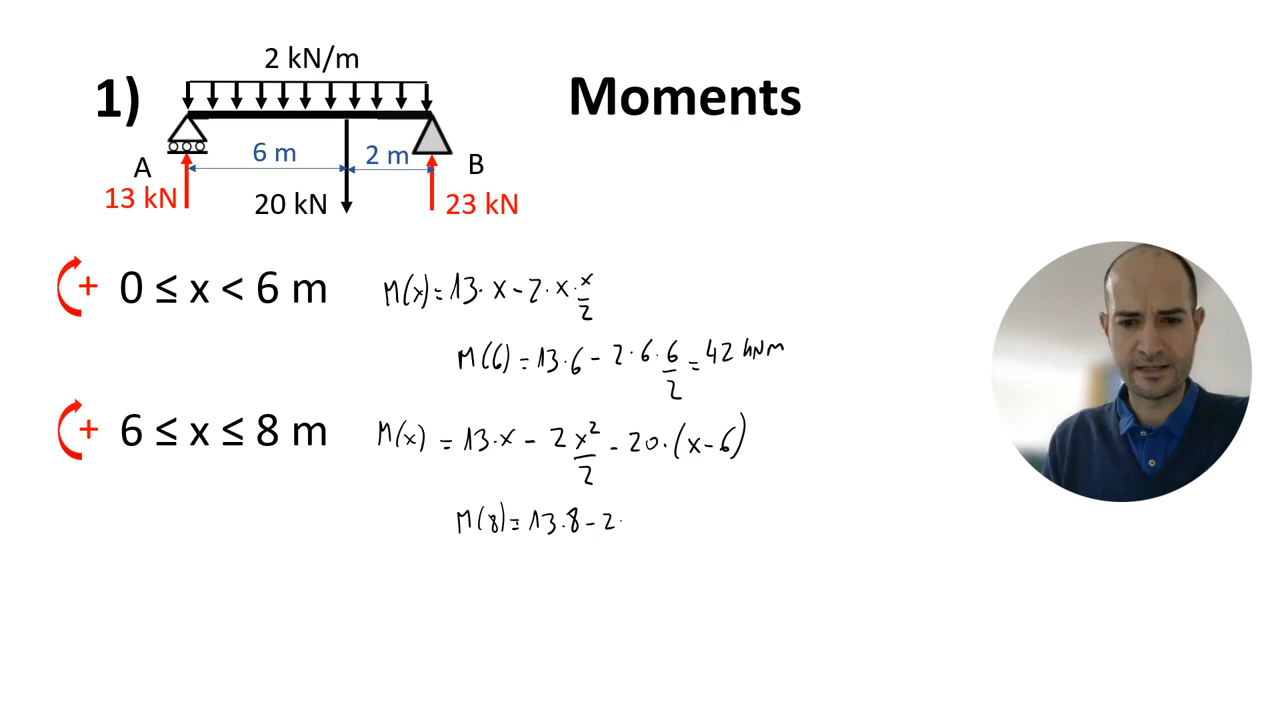 2 kN/m
1)
Moments
6 m
2 m
A
B
13 kN
20 kN
23 kN
+ 0 ≤ x < 6 m
M(x) = 13· x - 2· x · x/2
M(6) = 13·6 - 2·6·6/2 = 42 kNm
+ 6 ≤ x ≤ 8 m
M(x) = 13·x - 2 x²/2 - 20·(x-6)
M(8) = 13·8 - 2·